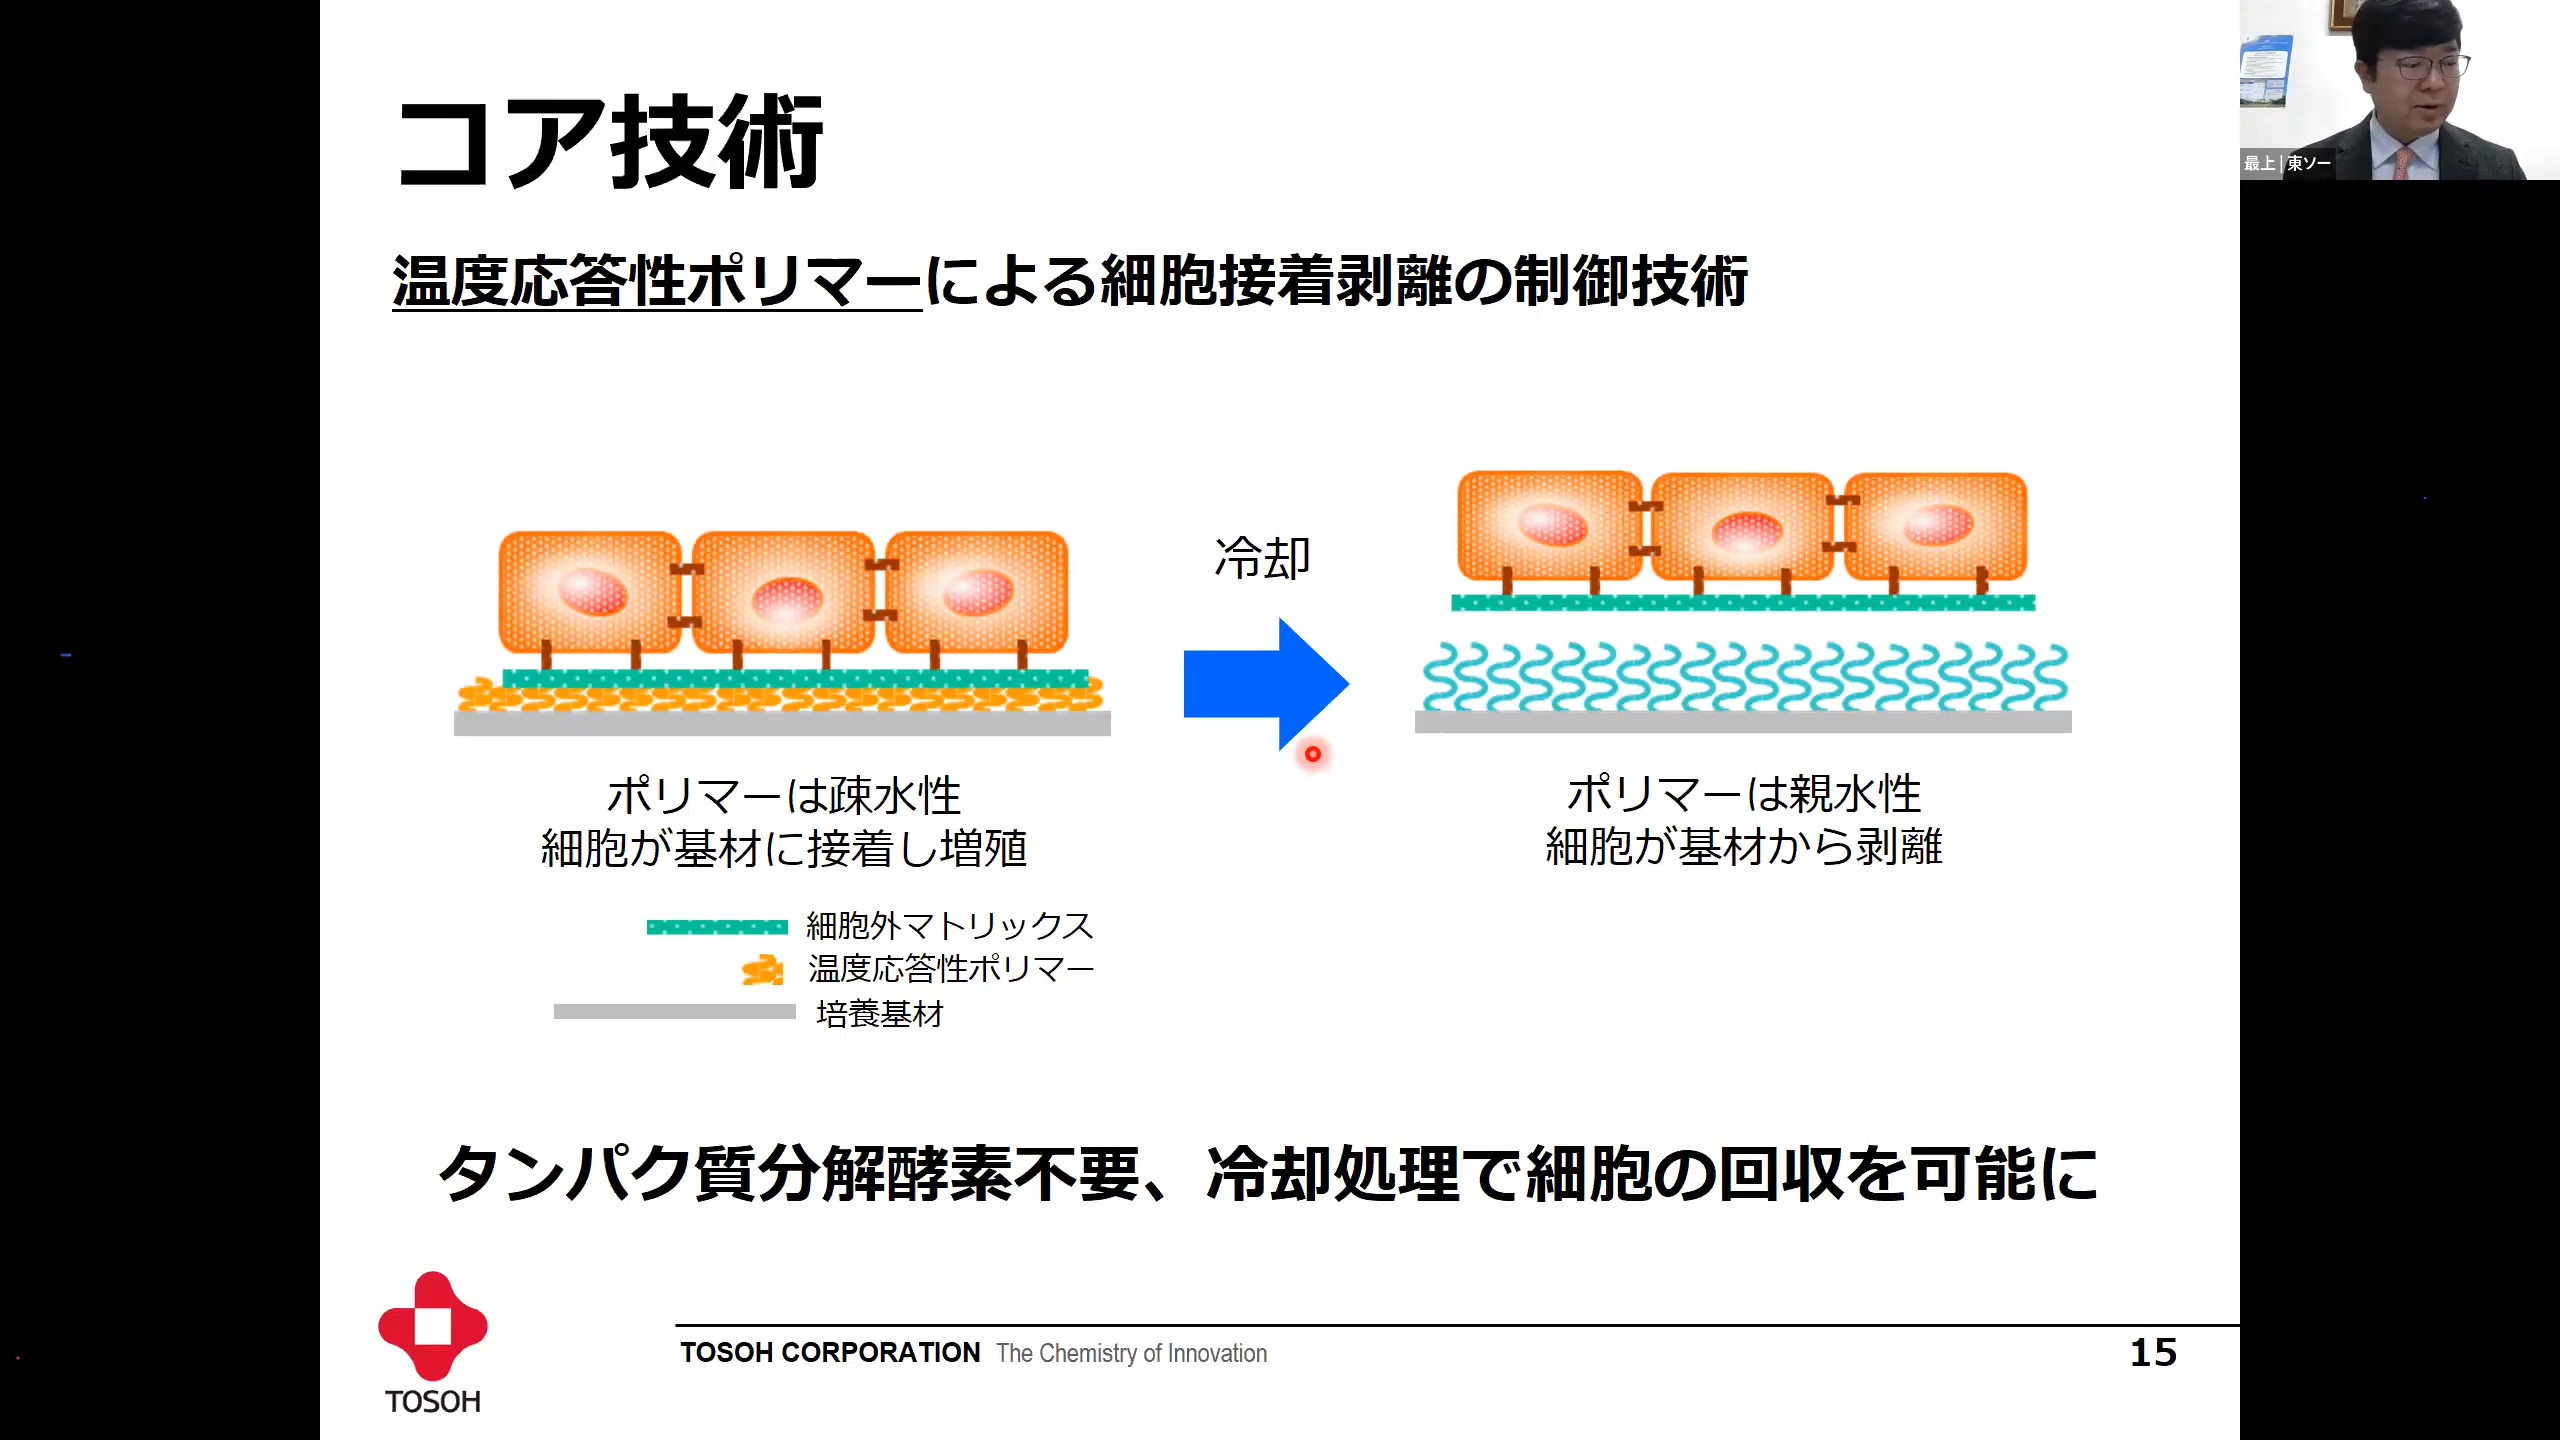 コア技術
温度応答性ポリマーによる細胞接着剥離の制御技術
最上 | 東ソー
冷却
ポリマーは疎水性
細胞が基材に接着し増殖
ポリマーは親水性
細胞が基材から剥離
細胞外マトリックス
温度応答性ポリマー
培養基材
タンパク質分解酵素不要、冷却処理で細胞の回収を可能に
TOSOH
TOSOH CORPORATION The Chemistry of Innovation
15